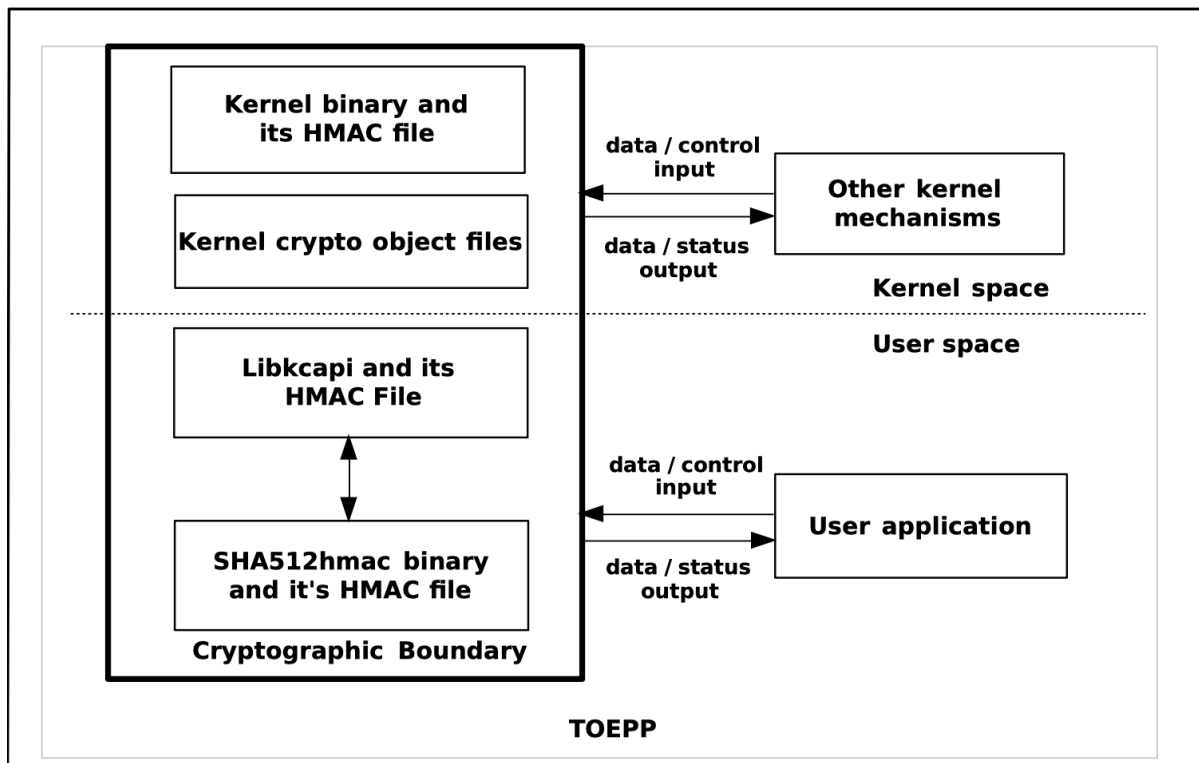 Kernel binary and
its HMAC file
data / control
input
Other kernel
mechanisms
Kernel crypto object files
data / status
output
Kernel space
User space
Libkcapi and its
HMAC File
data / control
input
User application
SHA512hmac binary
and it's HMAC file
data / status
output
Cryptographic Boundary
TOEPP